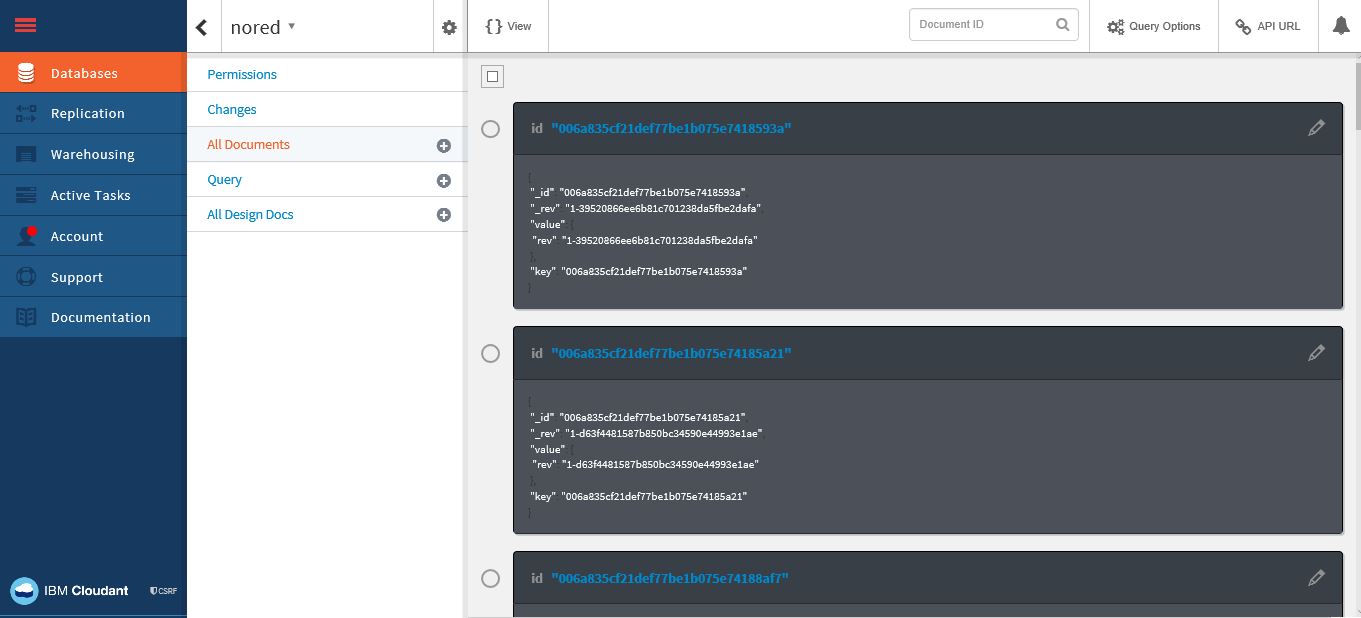 nored
{} View
Document ID
Query Options
API URL
Databases
Replication
Warehousing
Active Tasks
Account
Support
Documentation
IBM Cloudant
CSRF
Permissions
Changes
All Documents
Query
All Design Docs
id "006a835cf21def77be1b075e7418593a"
{
"_id" "006a835cf21def77be1b075e7418593a"
"_rev" "1-39520866ee6b81c701238da5fbe2dafa",
"value" {
"rev" "1-39520866ee6b81c701238da5fbe2dafa"
},
"key" "006a835cf21def77be1b075e7418593a"
}
id "006a835cf21def77be1b075e74185a21"
{
"_id" "006a835cf21def77be1b075e74185a21",
"_rev" "1-d63f4481587b850bc34590e44993e1ae"
"value" {
"rev" "1-d63f4481587b850bc34590e44993e1ae"
},
"key" "006a835cf21def77be1b075e74185a21"
}
id "006a835cf21def77be1b075e74188af7"